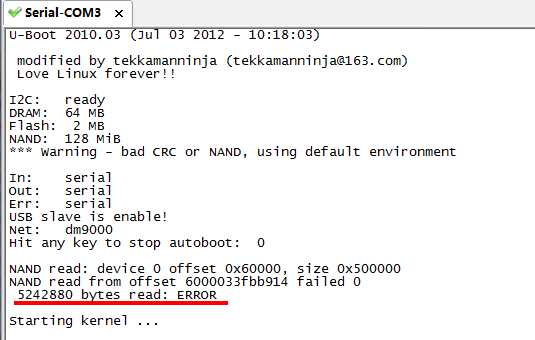 Serial-COM3
U-Boot 2010.03 (Jul 03 2012 - 10:18:03)
modified by tekkamanninja (tekkamanninja@163.com)
Love Linux forever!!
I2C: ready
DRAM: 64 MB
Flash: 2 MB
NAND: 128 MiB
*** Warning - bad CRC or NAND, using default environment
In: serial
Out: serial
Err: serial
USB slave is enable!
Net: dm9000
Hit any key to stop autoboot: 0
NAND read: device 0 offset 0x60000, size 0x500000
NAND read from offset 6000033fbb914 failed 0
5242880 bytes read: ERROR
Starting kernel ...